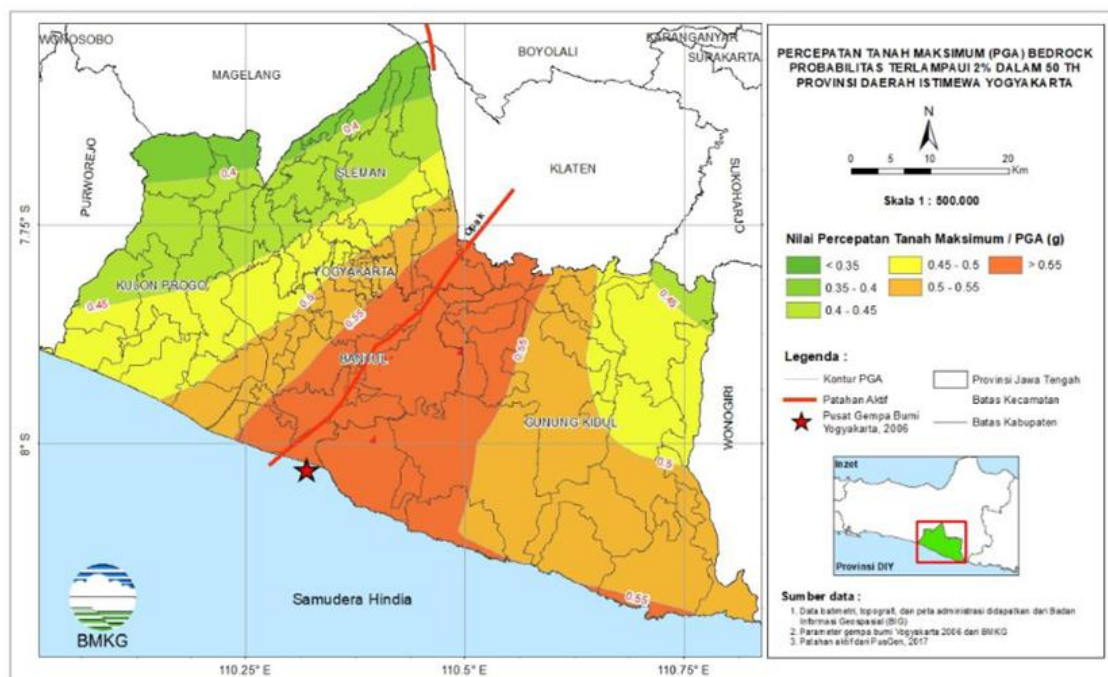 WONOSOBO
MAGELANG
BOYOLALI
KARANGANYAR
SURAKARTA
PURWOREJO
SLEMAN
KLATEN
SUKOHARJO
0.4
0.4
Opak
7.75° S
YOGYAKARTA
KULON PROGO
0.45
0.5
0.45
0.55
0.55
BANTUL
GUNUNG KIDUL
WONOGIRI
8° S
0.5
0.55
Samudera Hindia
BMKG
110.25° E
110.5° E
110.75° E
PERCEPATAN TANAH MAKSIMUM (PGA) BEDROCK
PROBABILITAS TERLAMPAUI 2% DALAM 50 TH
PROVINSI DAERAH ISTIMEWA YOGYAKARTA
N
0 5 10 20
Km
Skala 1 : 500.000
Nilai Percepatan Tanah Maksimum / PGA (g)
< 0.35 0.45 - 0.5 > 0.55
0.35 - 0.4 0.5 - 0.55
0.4 - 0.45
Legenda :
Kontur PGA Provinsi Jawa Tengah
Patahan Aktif Batas Kecamatan
Pusat Gempa Bumi Batas Kabupaten
Yogyakarta, 2006
Inzet
Provinsi DIY
Sumber data :
1. Data batimetri, topografi, dan peta administrasi didapatkan dari Badan
Informasi Geospasial (BIG)
2. Parameter gempa bumi Yogyakarta 2006 dari BMKG
3. Patahan aktif dari PusGen, 2017